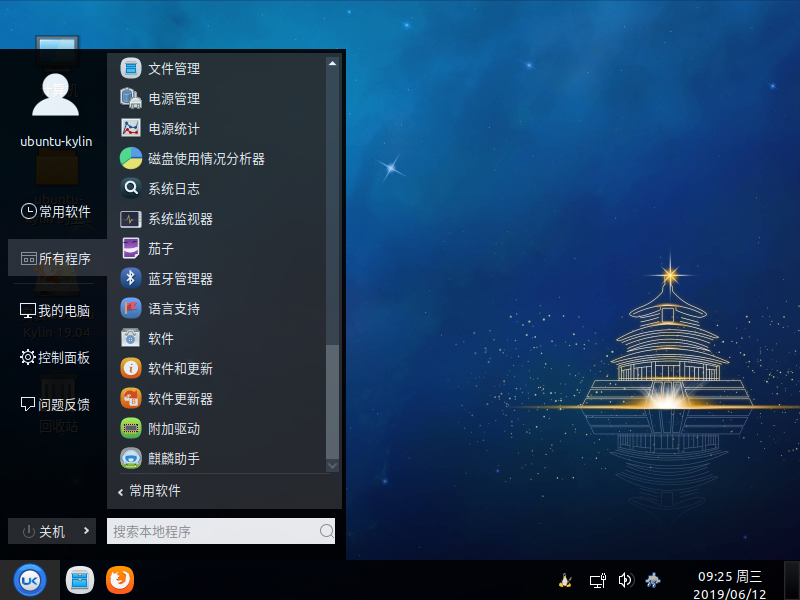 ubuntu-kylin
常用软件
所有程序
我的电脑
Kylin 19.04
控制面板
问题反馈
回收站
关机
文件管理
电源管理
电源统计
磁盘使用情况分析器
系统日志
系统监视器
茄子
蓝牙管理器
语言支持
软件
软件和更新
软件更新器
附加驱动
麒麟助手
常用软件
搜索本地程序
UK
09:25 周三
2019/06/12